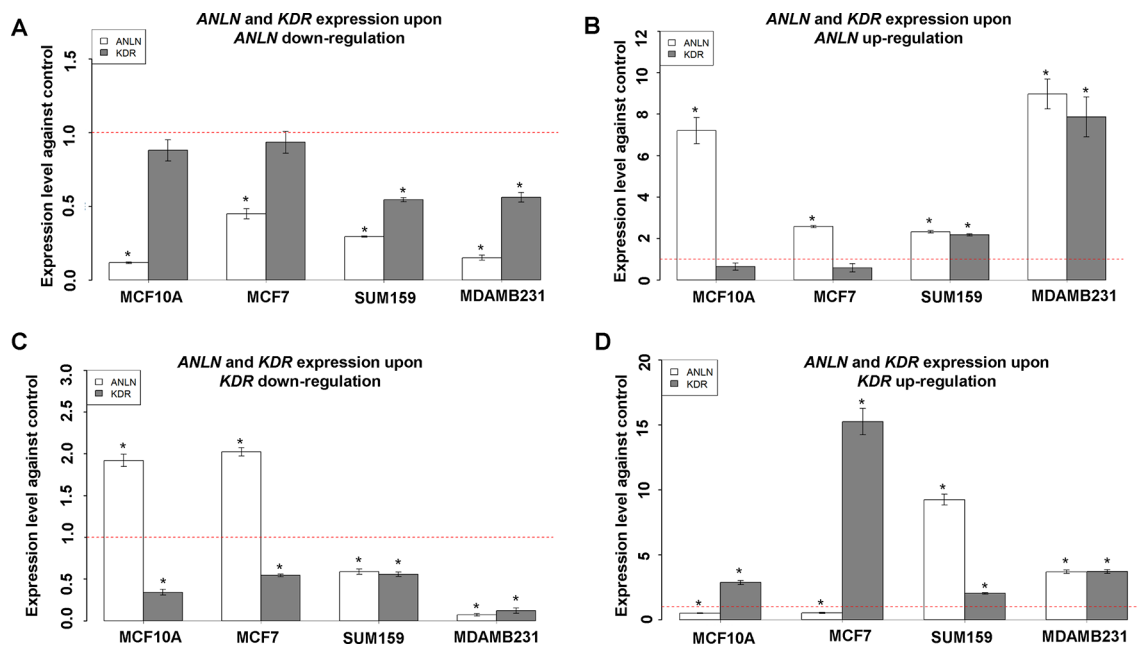 A
ANLN and KDR expression upon
ANLN down-regulation
ANLN
KDR
Expression level against control
1.5
1.0
0.5
0.0
*
*
*
*
*
*
MCF10A MCF7 SUM159 MDAMB231
B
ANLN and KDR expression upon
ANLN up-regulation
ANLN
KDR
Expression level against control
12
10
8
6
4
2
0
*
*
*
*
*
*
MCF10A MCF7 SUM159 MDAMB231
C
ANLN and KDR expression upon
KDR down-regulation
ANLN
KDR
Expression level against control
3.0
2.5
2.0
1.5
1.0
0.5
0.0
*
*
*
*
*
*
*
*
MCF10A MCF7 SUM159 MDAMB231
D
ANLN and KDR expression upon
KDR up-regulation
ANLN
KDR
Expression level against control
20
15
10
5
0
*
*
*
*
*
*
*
*
MCF10A MCF7 SUM159 MDAMB231